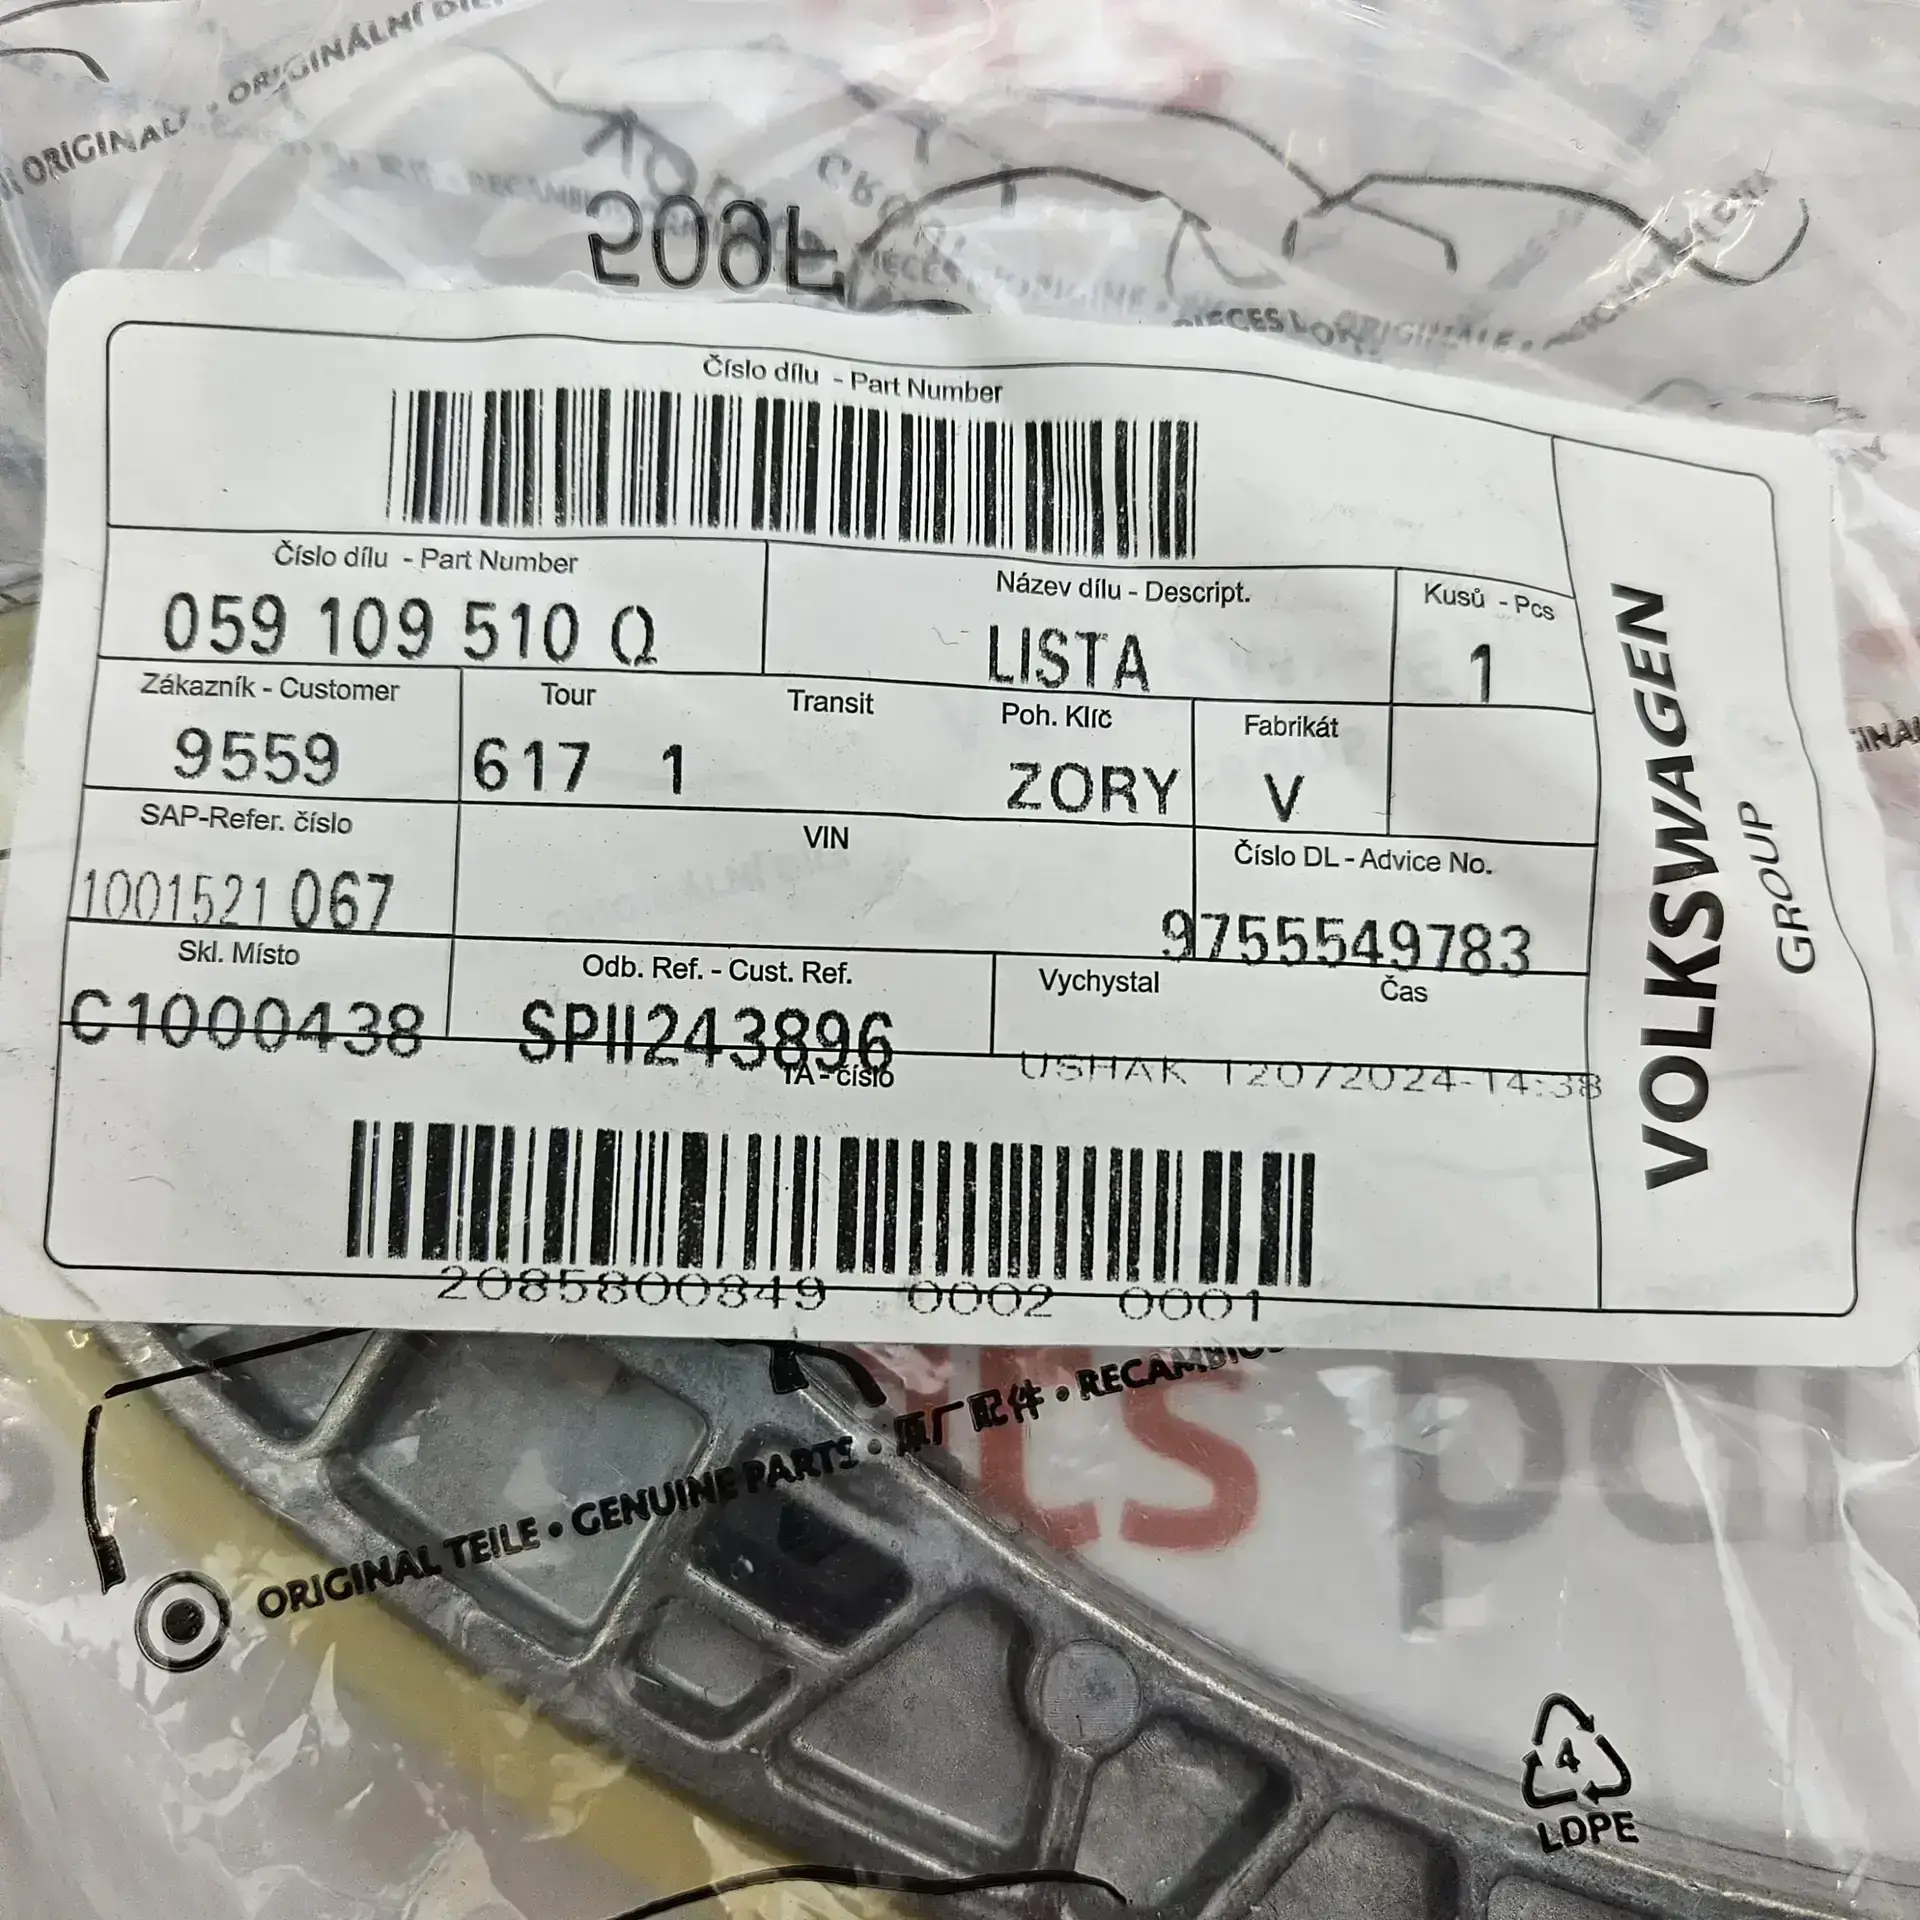 ORIGINAL
ORIGINÁLNÍ
Číslo dílu - Part Number
Číslo dílu - Part Number
059 109 510 Q
Název dílu - Descript.
LISTA
Kusů - Pcs
1
Zákazník - Customer
9559
Tour
617 1
Transit
Poh. Klíč
ZORY
Fabrikát
V
SAP-Refer. číslo
1001521067
VIN
Číslo DL - Advice No.
9755549783
Skl. Místo
C1000438
Odb. Ref. - Cust. Ref.
SPII243896
Vychystal
Čas
USHAK 12072024-14:38
TA - číslo
2085800849 0002 0001
VOLKSWAGEN
GROUP
ORIGINAL TEILE • GENUINE PARTS • 原厂配件 • RECAMBIOS
4
LDPE